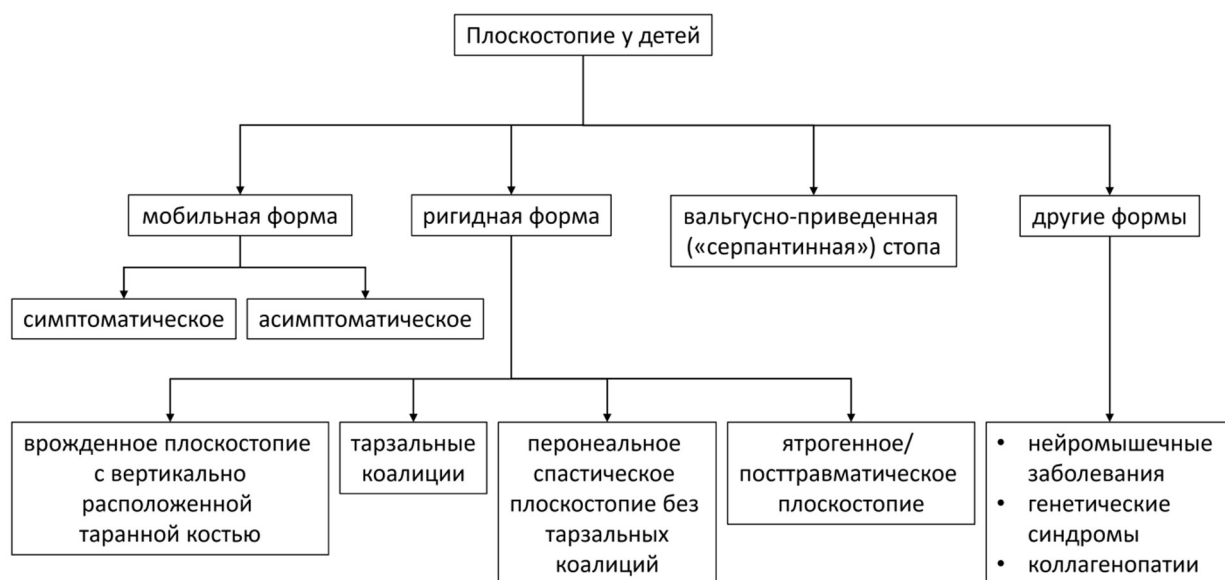 Плоскостопие у детей
мобильная форма
ригидная форма
вальгусно-приведенная
(«серпантинная») стопа
другие формы
симптоматическое
асимптоматическое
врожденное плоскостопие
с вертикально
расположенной
таранной костью
тарзальные
коалиции
перонеальное
спастическое
плоскостопие без
тарзальных
коалиций
ятрогенное/
посттравматическое
плоскостопие
• нейромышечные
заболевания
• генетические
синдромы
• коллагенопатии